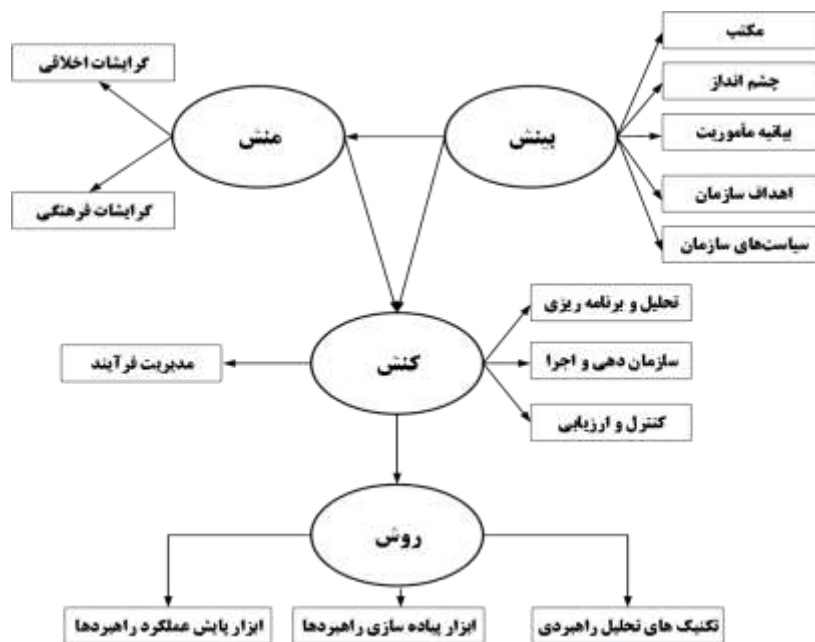 مکتب
گرایشات اخلاقی
چشم انداز
بینش
منش
بیانیه مأموریت
اهداف سازمان
گرایشات فرهنگی
سیاست‌های سازمان
تحلیل و برنامه ریزی
کنش
سازمان دهی و اجرا
مدیریت فرآیند
کنترل و ارزیابی
روش
تکنیک های تحلیل راهبردی
ابزار پیاده سازی راهبردها
ابزار پایش عملکرد راهبردها